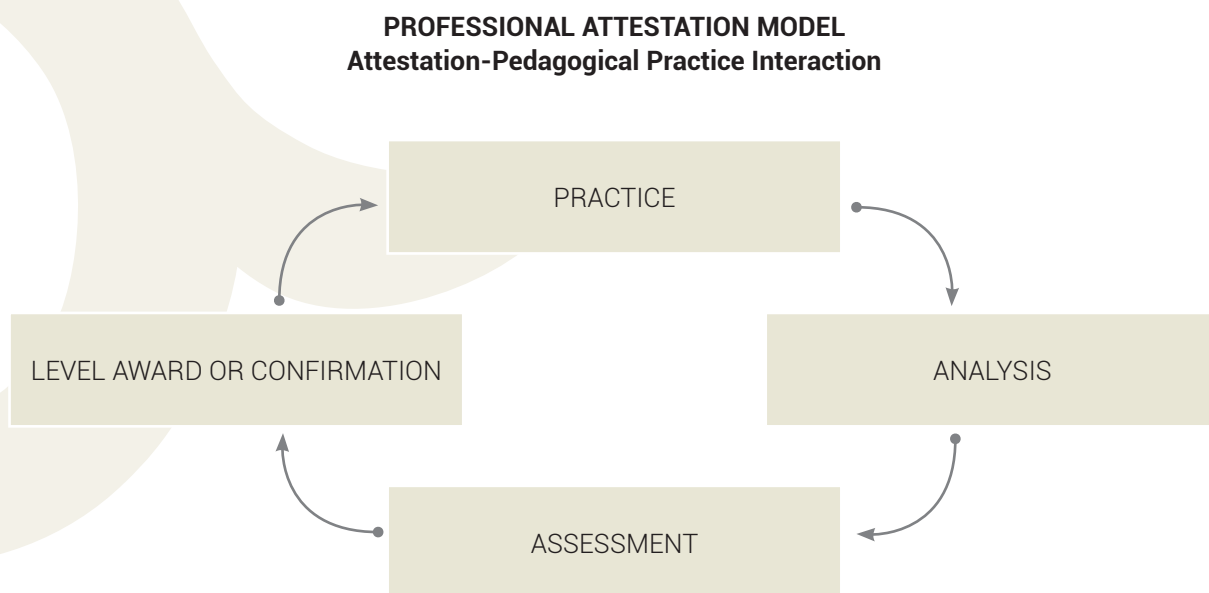 PROFESSIONAL ATTESTATION MODEL
Attestation-Pedagogical Practice Interaction
PRACTICE
LEVEL AWARD OR CONFIRMATION
ANALYSIS
ASSESSMENT